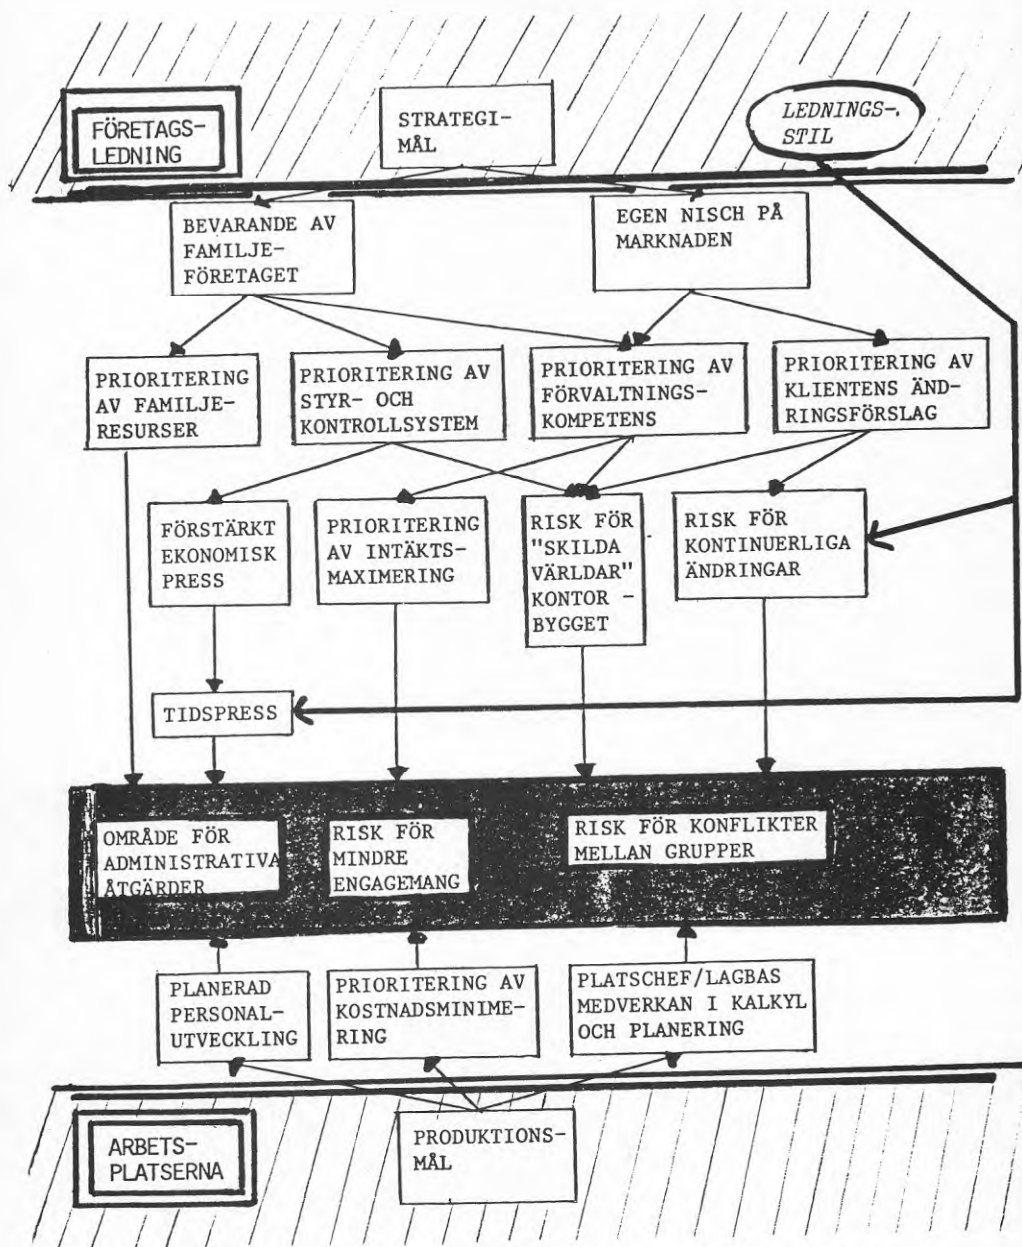 FÖRETAGS-
LEDNING
STRATEGI-
MÅL
LEDNINGS-
STIL
BEVARANDE AV
FAMILJE-
FÖRETAGET
EGEN NISCH PÅ
MARKNADEN
PRIORITERING
AV FAMILJE-
RESURSER
PRIORITERING AV
STYR- OCH
KONTROLLSYSTEM
PRIORITERING AV
FÖRVALTNINGS-
KOMPETENS
PRIORITERING AV
KLIENTENS ÄND-
RINGSFÖRSLAG
FÖRSTÄRKT
EKONOMISK
PRESS
PRIORITERING
AV INTÄKTS-
MAXIMERING
RISK FÖR
"SKILDA
VÄRLDAR"
KONTOR -
BYGGET
RISK FÖR
KONTINUERLIGA
ÄNDRINGAR
TIDSPRESS
OMRÅDE FÖR
ADMINISTRATIVA
ÅTGÄRDER
RISK FÖR
MINDRE
ENGAGEMANG
RISK FÖR KONFLIKTER
MELLAN GRUPPER
PLANERAD
PERSONAL-
UTVECKLING
PRIORITERING AV
KOSTNADSMINIME-
RING
PLATSCHEF/LAGBAS
MEDVERKAN I KALKYL
OCH PLANERING
ARBETS-
PLATSERNA
PRODUKTIONS-
MÅL